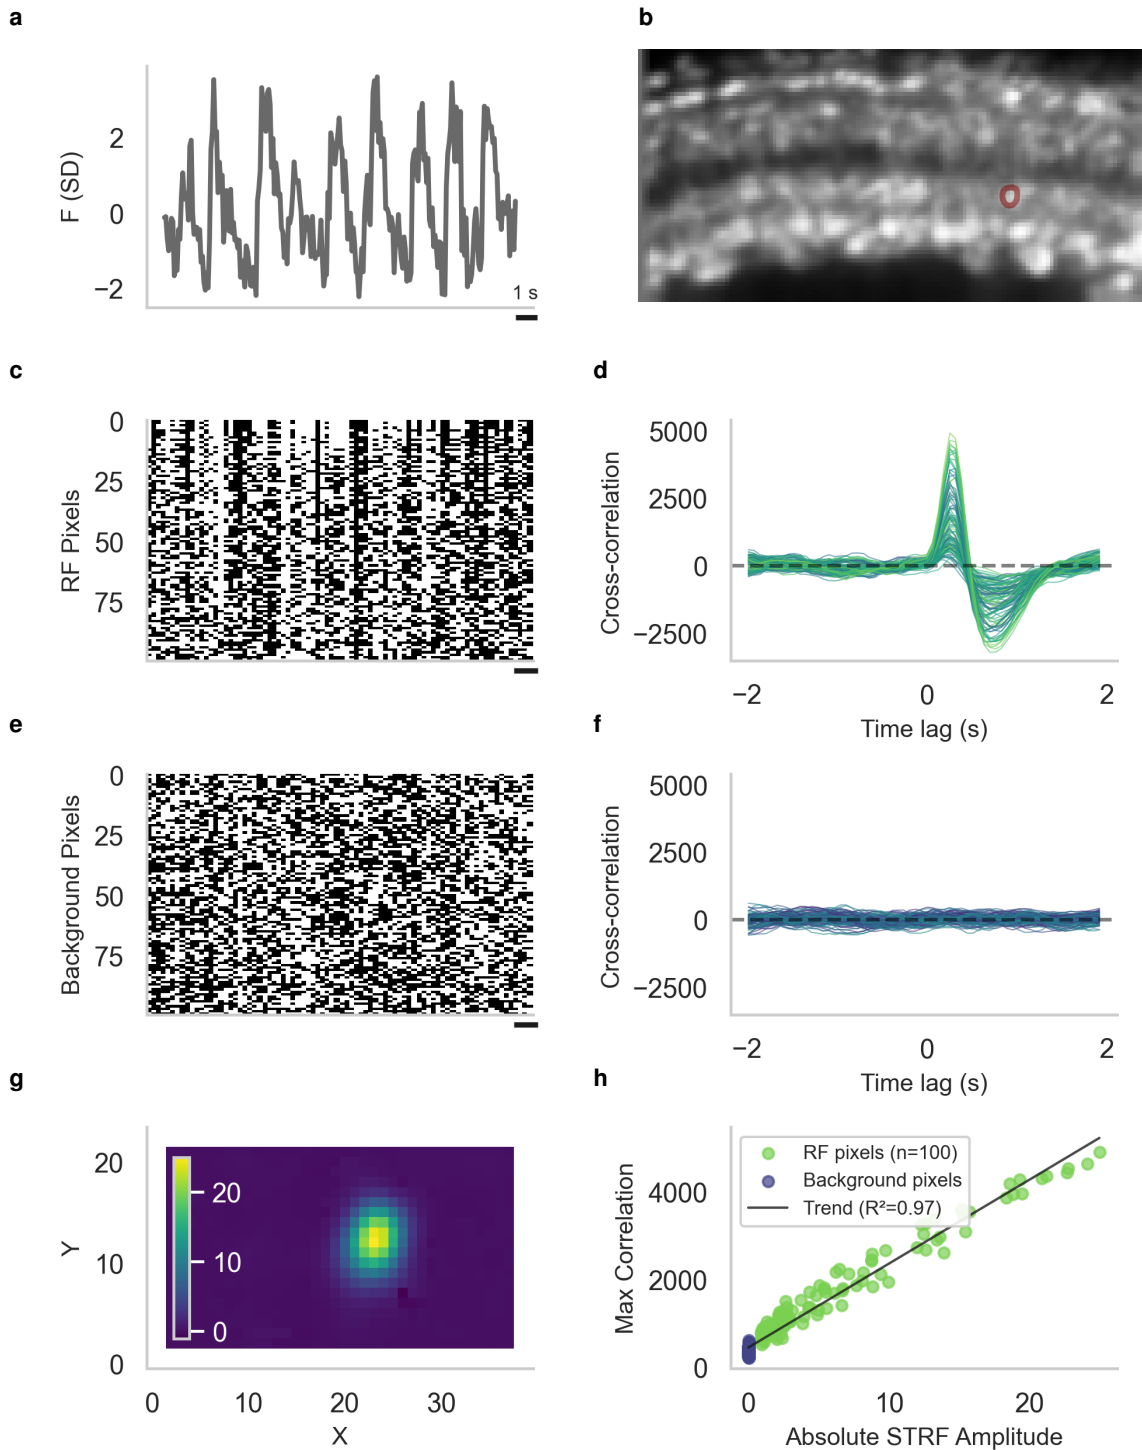 a
F (SD)
2
0
−2
1 s
b
c
RF Pixels
0
25
50
75
d
Cross-correlation
5000
2500
0
−2500
−2
0
2
Time lag (s)
e
Background Pixels
0
25
50
75
f
Cross-correlation
5000
2500
0
−2500
−2
0
2
Time lag (s)
g
Y
20
10
0
20
10
0
0
10
20
30
X
h
Max Correlation
4000
2000
0
RF pixels (n=100)
Background pixels
Trend (R²=0.97)
0
10
20
Absolute STRF Amplitude